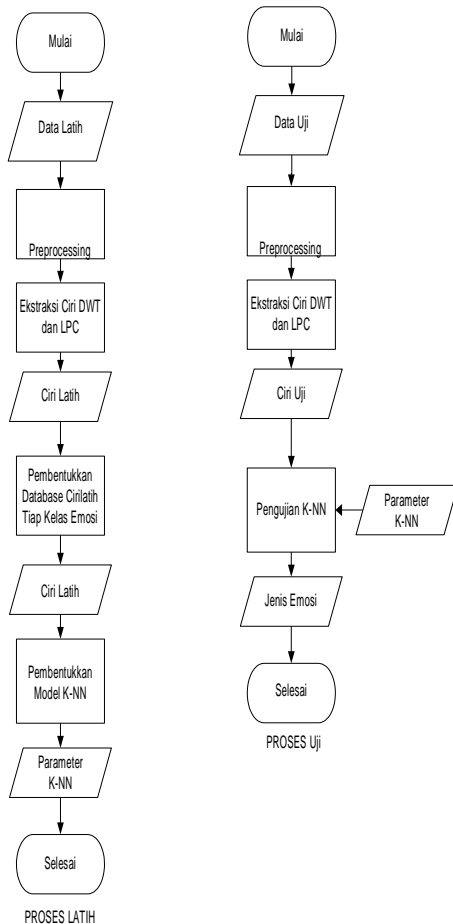 Mulai
Data Latih
Preprocessing
Ekstraksi Ciri DWT
dan LPC
Ciri Latih
Pembentukkan
Database Cirilatih
Tiap Kelas Emosi
Ciri Latih
Pembentukkan
Model K-NN
Parameter
K-NN
Selesai
PROSES LATIH
Mulai
Data Uji
Preprocessing
Ekstraksi Ciri DWT
dan LPC
Ciri Uji
Pengujian K-NN
Parameter
K-NN
Jenis Emosi
Selesai
PROSES Uji